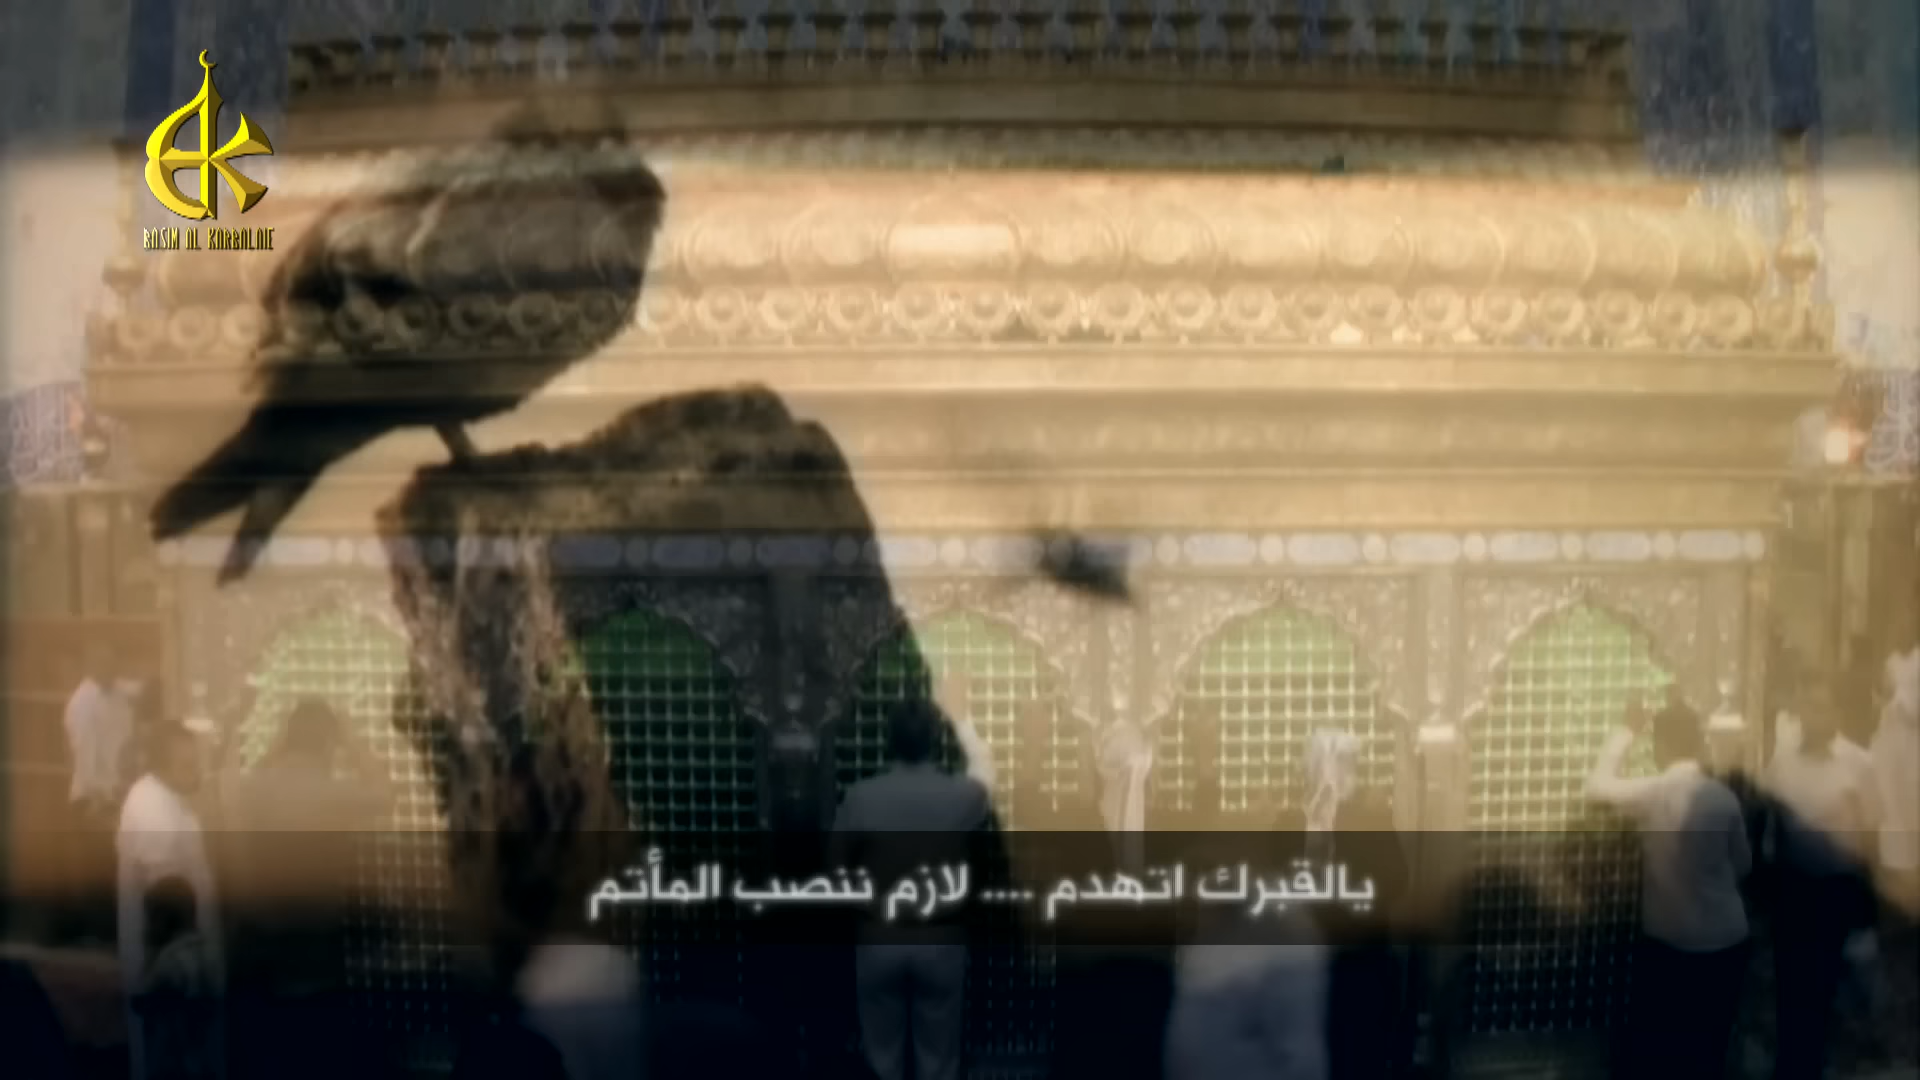 BASIM AL KARBALAIE
يالقبرك اتهدم .... لازم ننصب المأتم